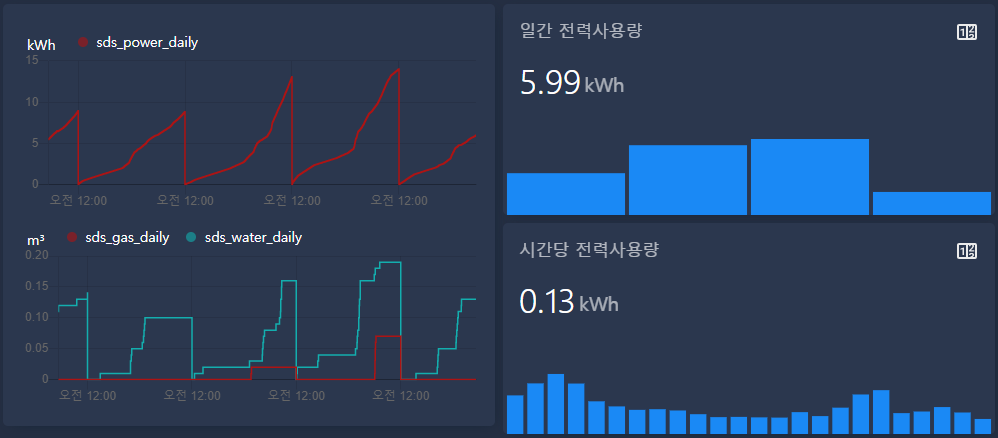 kWh sds_power_daily
15
10
5
0
오전 12:00 오전 12:00 오전 12:00 오전 12:00
m³ sds_gas_daily sds_water_daily
0.20
0.15
0.10
0.05
0
오전 12:00 오전 12:00 오전 12:00 오전 12:00
일간 전력사용량
5.99 kWh
시간당 전력사용량
0.13 kWh